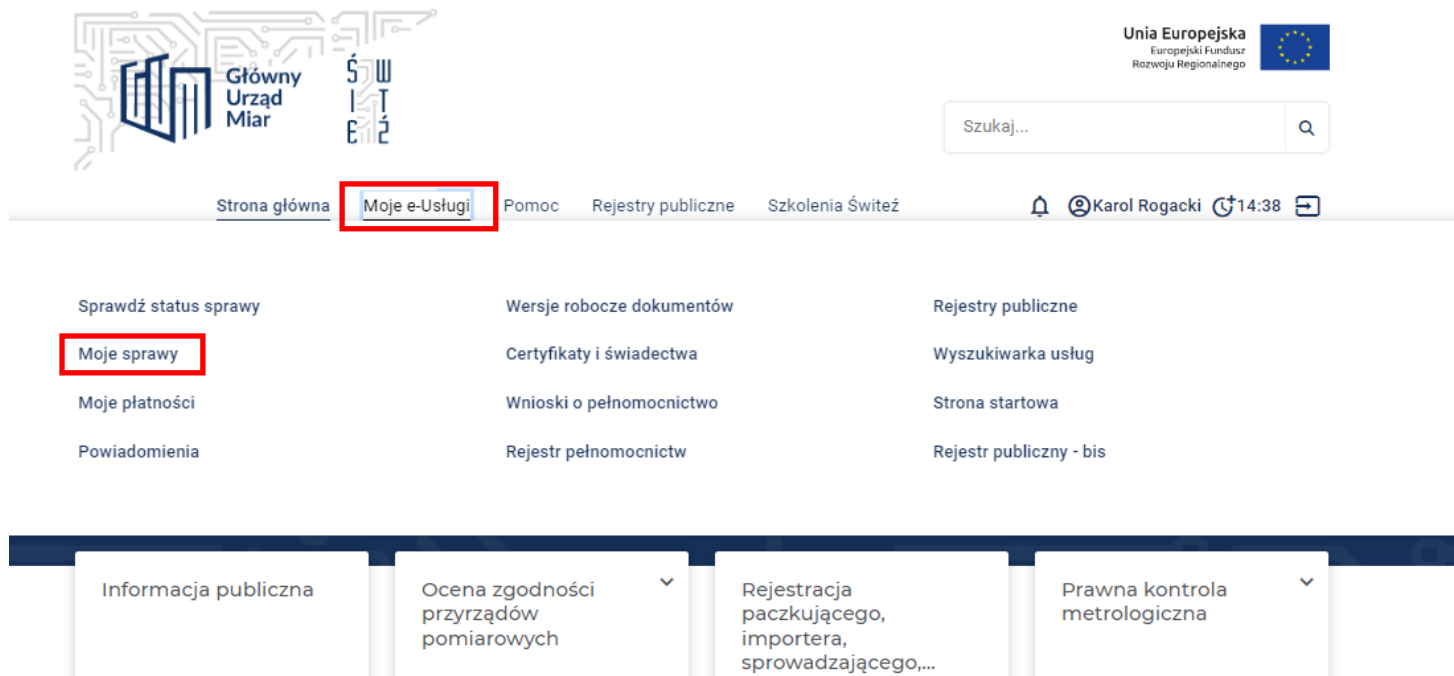 Główny
Urząd
Miar
ŚW
IT
EŹ
Unia Europejska
Europejski Fundusz
Rozwoju Regionalnego
Szukaj...
Strona główna Moje e-Usługi Pomoc Rejestry publiczne Szkolenia Świteź Karol Rogacki 14:38
Sprawdź status sprawy Wersje robocze dokumentów Rejestry publiczne
Moje sprawy Certyfikaty i świadectwa Wyszukiwarka usług
Moje płatności Wnioski o pełnomocnictwo Strona startowa
Powiadomienia Rejestr pełnomocnictw Rejestr publiczny - bis
Informacja publiczna
Ocena zgodności
przyrządów
pomiarowych
Rejestracja
paczkującego,
importera,
sprowadzającego,...
Prawna kontrola
metrologiczna